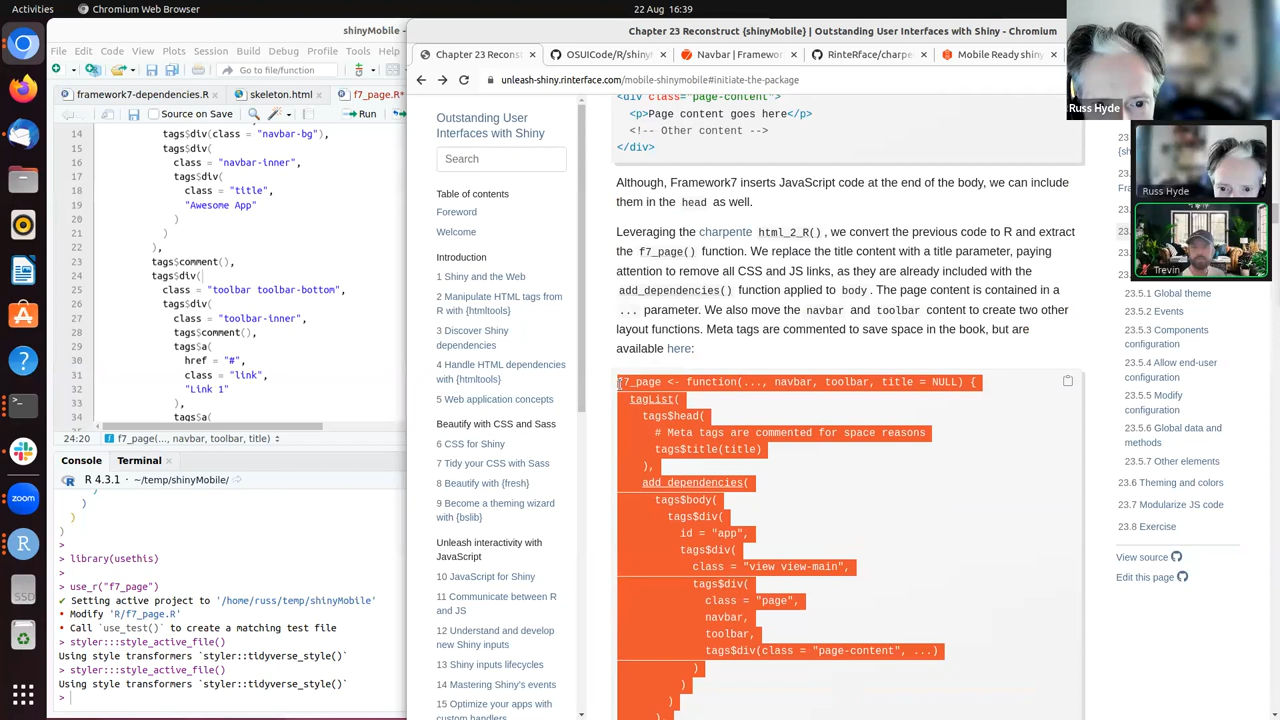 Activities
Chromium Web Browser
22 Aug 16:39
shinyMobile -
File Edit Code View Plots Session Build Debug Profile Tools
Go to file/function
framework7-dependencies.R
skeleton.html
f7_page.R*
Source on Save
Run
14 tags$div(class = "navbar-bg"),
15 tags$div(
16 class = "navbar-inner",
17 tags$div(
18 class = "title",
19 "Awesome App"
20 )
21 )
22 ),
23 tags$comment(),
24 tags$div(
25 class = "toolbar toolbar-bottom",
26 tags$div(
27 class = "toolbar-inner",
28 tags$comment(),
29 tags$a(
30 href = "#",
31 class = "link",
32 "Link 1"
33 ),
34 tags$a(
24:20 f7_page(..., navbar, toolbar, title)
Console Terminal
R 4.3.1 · ~/temp/shinyMobile/
)
)
)
>
> library(usethis)
>
> use_r("f7_page")
✓ Setting active project to '/home/russ/temp/shinyMobile'
• Modify 'R/f7_page.R'
• Call `use_test()` to create a matching test file
> styler:::style_active_file()
Using style transformers `styler::tidyverse_style()`
> styler:::style_active_file()
Using style transformers `styler::tidyverse_style()`
>
Chapter 23 Reconstruct {shinyMobile} | Outstanding User Interfaces with Shiny - Chromium
Chapter 23 Recons
OSUICode/R/shiny
Navbar | Framewor
RinteRface/charpe
Mobile Ready shiny
unleash-shiny.rinterface.com/mobile-shinymobile#initiate-the-package
Outstanding User
Interfaces with Shiny
Search
Table of contents
Foreword
Welcome
Introduction
1 Shiny and the Web
2 Manipulate HTML tags from
R with {htmltools}
3 Discover Shiny
dependencies
4 Handle HTML dependencies
with {htmltools}
5 Web application concepts
Beautify with CSS and Sass
6 CSS for Shiny
7 Tidy your CSS with Sass
8 Beautify with {fresh}
9 Become a theming wizard
with {bslib}
Unleash interactivity with
JavaScript
10 JavaScript for Shiny
11 Communicate between R
and JS
12 Understand and develop
new Shiny inputs
13 Shiny inputs lifecycles
14 Mastering Shiny's events
15 Optimize your apps with
custom handlers
<div class="page-content">
<p>Page content goes here</p>
<!-- Other content -->
</div>
Although, Framework7 inserts JavaScript code at the end of the body, we can include
them in the head as well.
Leveraging the charpente html_2_R() , we convert the previous code to R and extract
the f7_page() function. We replace the title content with a title parameter, paying
attention to remove all CSS and JS links, as they are already included with the
add_dependencies() function applied to body . The page content is contained in a
... parameter. We also move the navbar and toolbar content to create two other
layout functions. Meta tags are commented to save space in the book, but are
available here:
f7_page <- function(..., navbar, toolbar, title = NULL) {
tagList(
tags$head(
# Meta tags are commented for space reasons
tags$title(title)
),
add_dependencies(
tags$body(
tags$div(
id = "app",
tags$div(
class = "view view-main",
tags$div(
class = "page",
navbar,
toolbar,
tags$div(class = "page-content", ...)
)
)
)
),
23
{sh
23.
Fra
23.
23.
23.
23.
23.5.1 Global theme
23.5.2 Events
23.5.3 Components
configuration
23.5.4 Allow end-user
configuration
23.5.5 Modify
configuration
23.5.6 Global data and
methods
23.5.7 Other elements
23.6 Theming and colors
23.7 Modularize JS code
23.8 Exercise
View source
Edit this page
Russ Hyde
Russ Hyde
Trevin
zoom
SSD